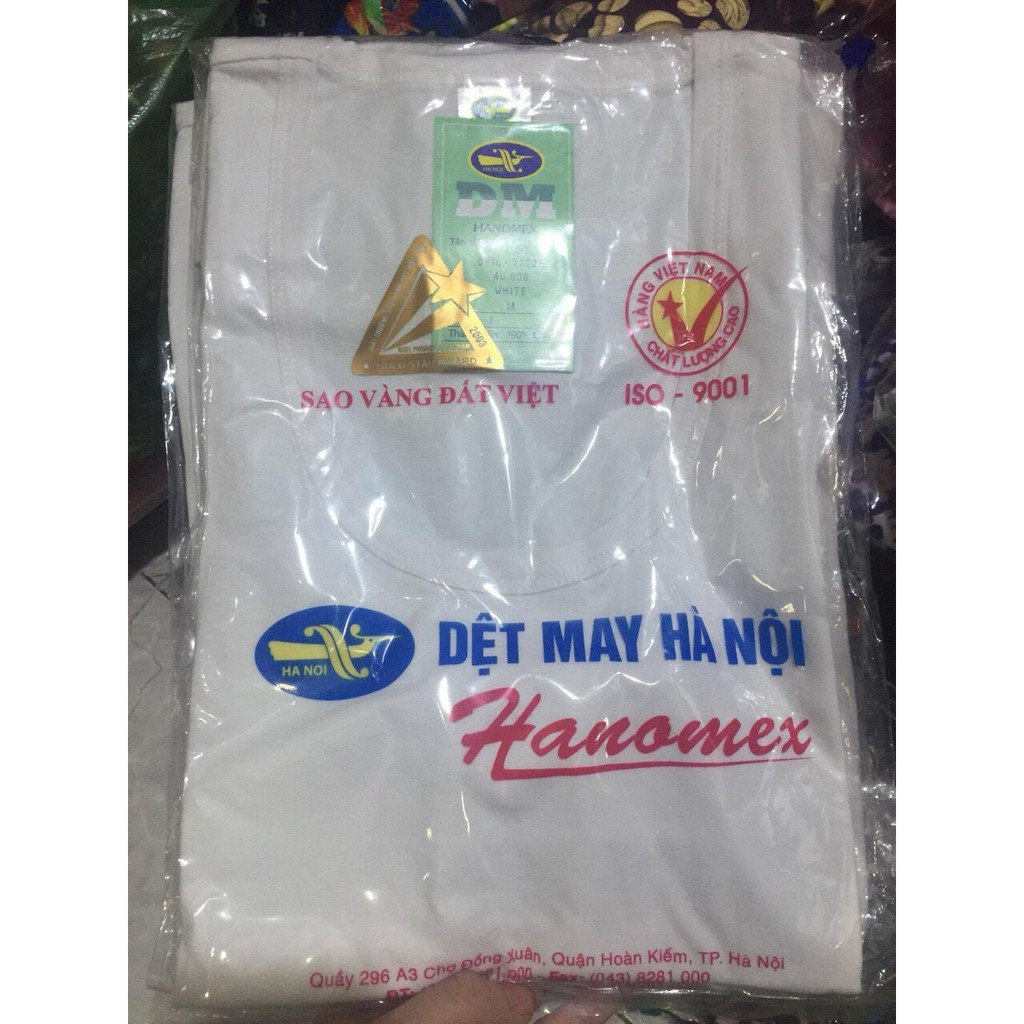 HANOI
DM
HANOMEX
40.000
WHITE
M
2003
SAO VÀNG ĐẤT VIỆT
HÀNG VIỆT NAM
CHẤT LƯỢNG CAO
ISO - 9001
HA NOI
DỆT MAY HÀ NỘI
Hanomex
Quầy 296 A3 Chợ Đồng Xuân, Quận Hoàn Kiếm, TP. Hà Nội
ĐT: Fax: (043) 8281 000